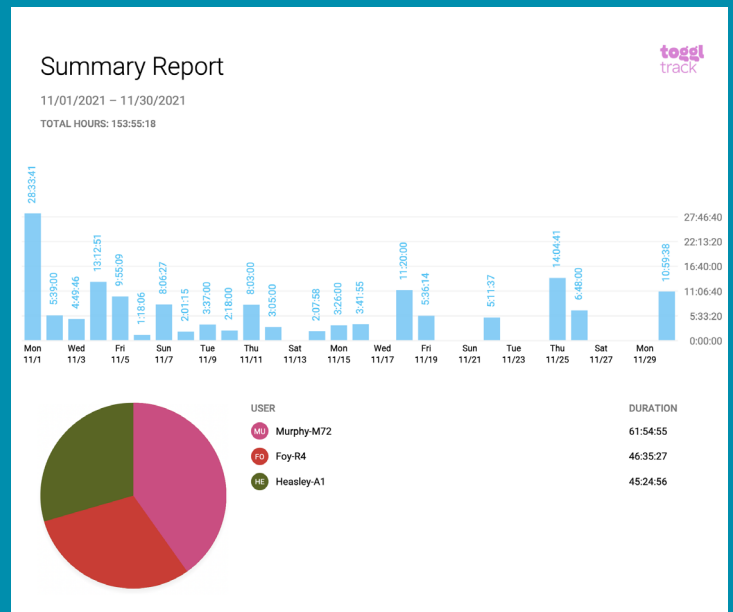 toggl
track
Summary Report
11/01/2021 – 11/30/2021
TOTAL HOURS: 153:55:18
28:33:41
5:39:00
4:49:46
13:12:51
9:55:09
1:18:06
8:06:27
2:01:15
3:37:00
2:18:00
8:03:00
3:05:00
2:07:58
3:26:00
3:41:55
11:20:00
5:36:14
5:11:37
14:04:41
6:48:00
10:59:38
27:46:40
22:13:20
16:40:00
11:06:40
5:33:20
0:00:00
Mon Wed Fri Sun Tue Thu Sat Mon Wed Fri Sun Tue Thu Sat Mon
11/1 11/3 11/5 11/7 11/9 11/11 11/13 11/15 11/17 11/19 11/21 11/23 11/25 11/27 11/29
USER DURATION
MU Murphy-M72 61:54:55
FO Foy-R4 46:35:27
HE Heasley-A1 45:24:56